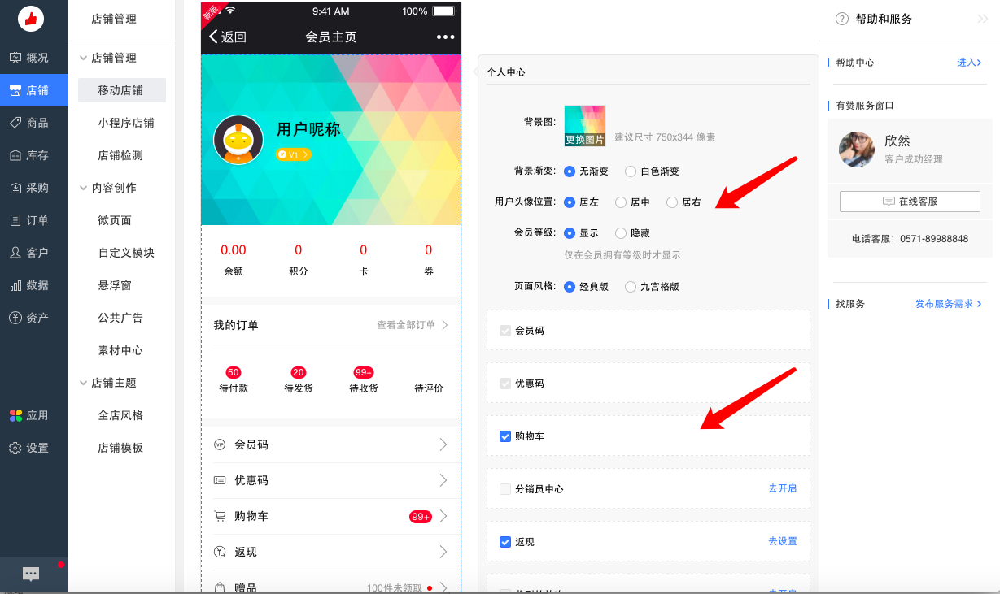 概况
店铺
商品
库存
采购
订单
客户
数据
资产
应用
设置
店铺管理
店铺管理
移动店铺
小程序店铺
店铺检测
内容创作
微页面
自定义模块
悬浮窗
公共广告
素材中心
店铺主题
全店风格
店铺模板
新版
9:41 AM
100%
返回
会员主页
用户昵称
V1
0.00
0
0
0
余额
积分
卡
券
我的订单
查看全部订单
50
20
99+
待付款
待发货
待收货
待评价
VIP
会员码
优惠码
购物车
99+
返现
赠品
100件未领取
个人中心
背景图:
更换图片
建议尺寸 750x344 像素
背景渐变:
无渐变
白色渐变
用户头像位置:
居左
居中
居右
会员等级:
显示
隐藏
仅在会员拥有等级时才显示
页面风格:
经典版
九宫格版
会员码
优惠码
购物车
分销员中心
去开启
返现
去设置
帮助和服务
帮助中心
进入
有赞服务窗口
欣然
客户成功经理
在线客服
电话客服：0571-89988848
找服务
发布服务需求